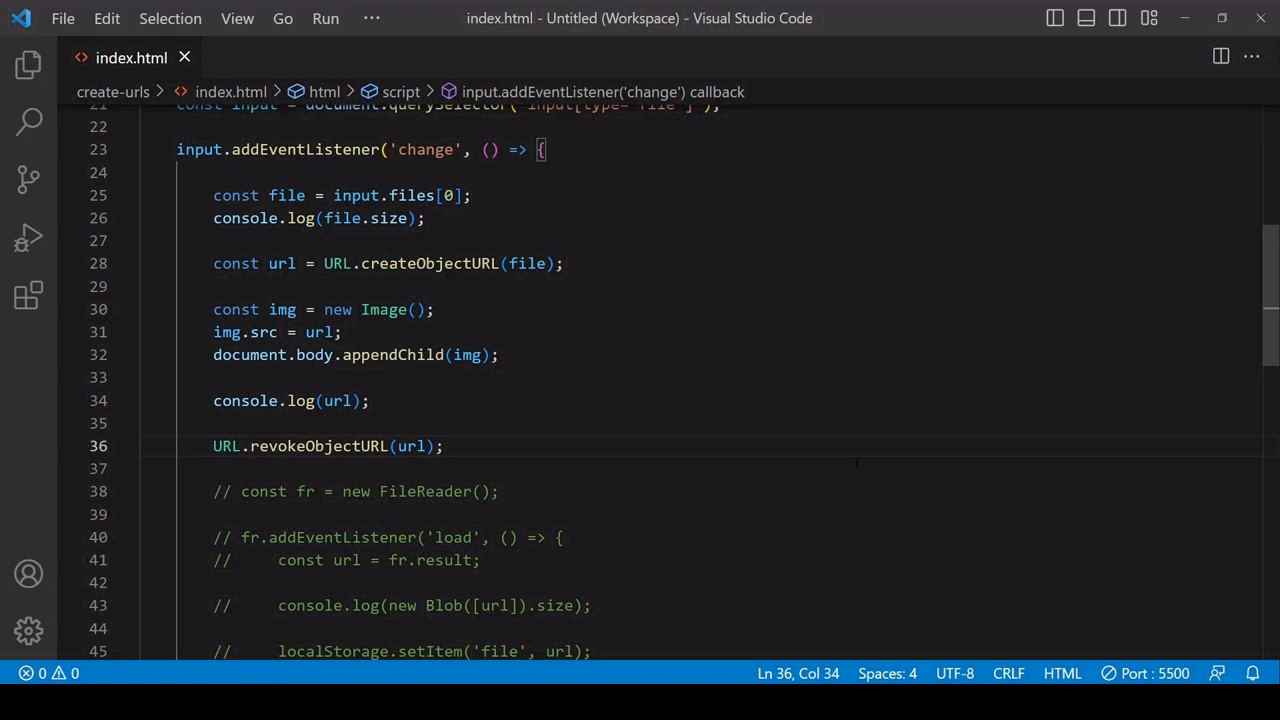 File Edit Selection View Go Run ··· index.html - Untitled (Workspace) - Visual Studio Code
index.html
create-urls > index.html > html > script > input.addEventListener('change') callback
21 const input = document.querySelector('input[type="file"]');
22
23 input.addEventListener('change', () => {
24
25 const file = input.files[0];
26 console.log(file.size);
27
28 const url = URL.createObjectURL(file);
29
30 const img = new Image();
31 img.src = url;
32 document.body.appendChild(img);
33
34 console.log(url);
35
36 URL.revokeObjectURL(url);
37
38 // const fr = new FileReader();
39
40 // fr.addEventListener('load', () => {
41 //     const url = fr.result;
42
43 //     console.log(new Blob([url]).size);
44
45 //     localStorage.setItem('file', url);
0 0 Ln 36, Col 34 Spaces: 4 UTF-8 CRLF HTML Port : 5500